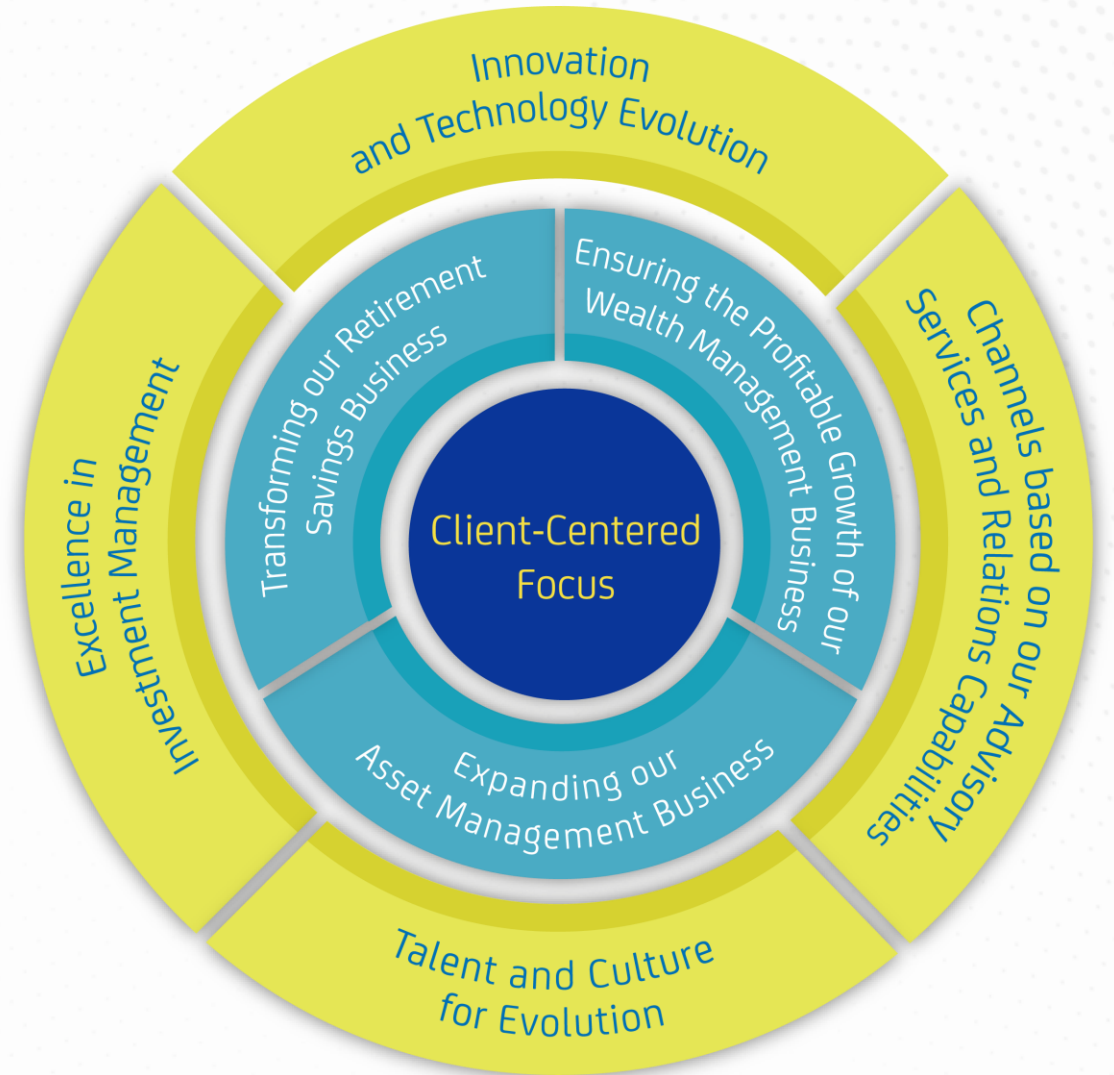 Innovation
and Technology Evolution
Channels based on our Advisory
Services and Relations Capabilities
Talent and Culture
for Evolution
Excellence in
Investment Management
Transforming our Retirement
Savings Business
Ensuring the Profitable Growth of our
Wealth Management Business
Expanding our
Asset Management Business
Client-Centered
Focus